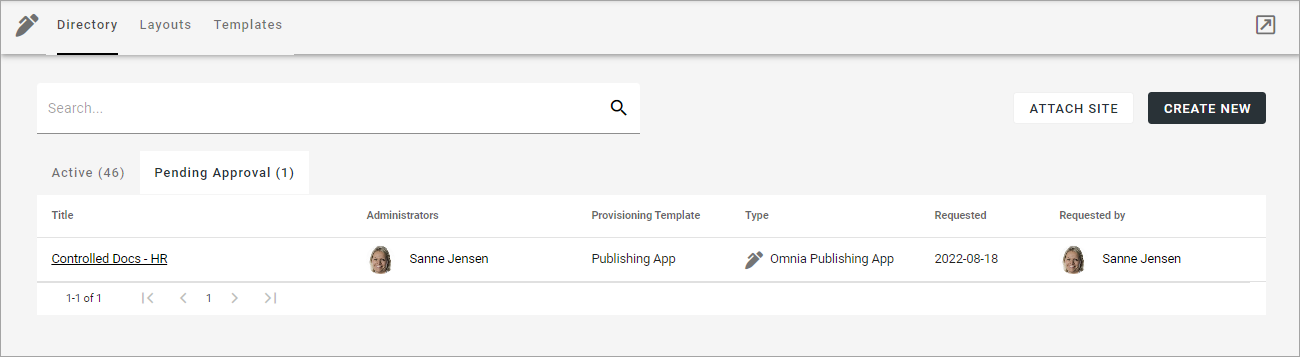 Directory Layouts Templates
Search...
ATTACH SITE CREATE NEW
Active (46) Pending Approval (1)
Title Administrators Provisioning Template Type Requested Requested by
Controlled Docs - HR Sanne Jensen Publishing App Omnia Publishing App 2022-08-18 Sanne Jensen
1-1 of 1 1